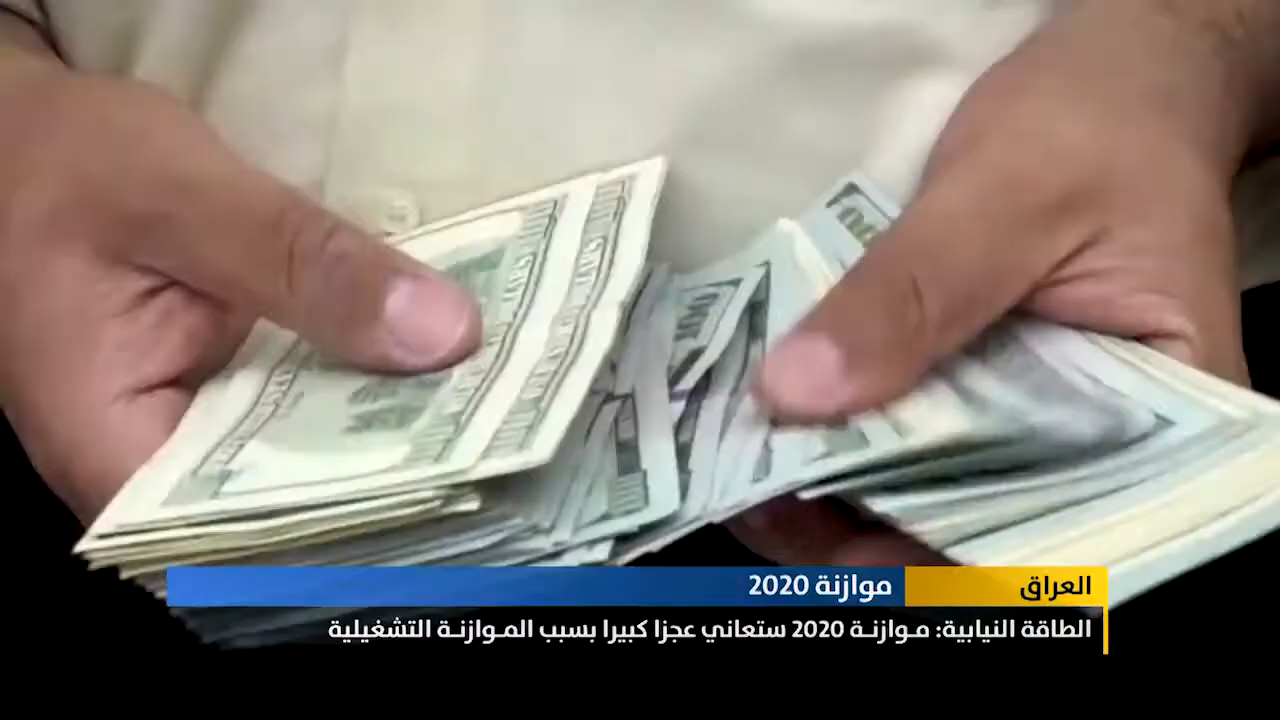 العراق
موازنة 2020
الطاقة النيابية: موازنة 2020 ستعاني عجزا كبيرا بسبب الموازنة التشغيلية